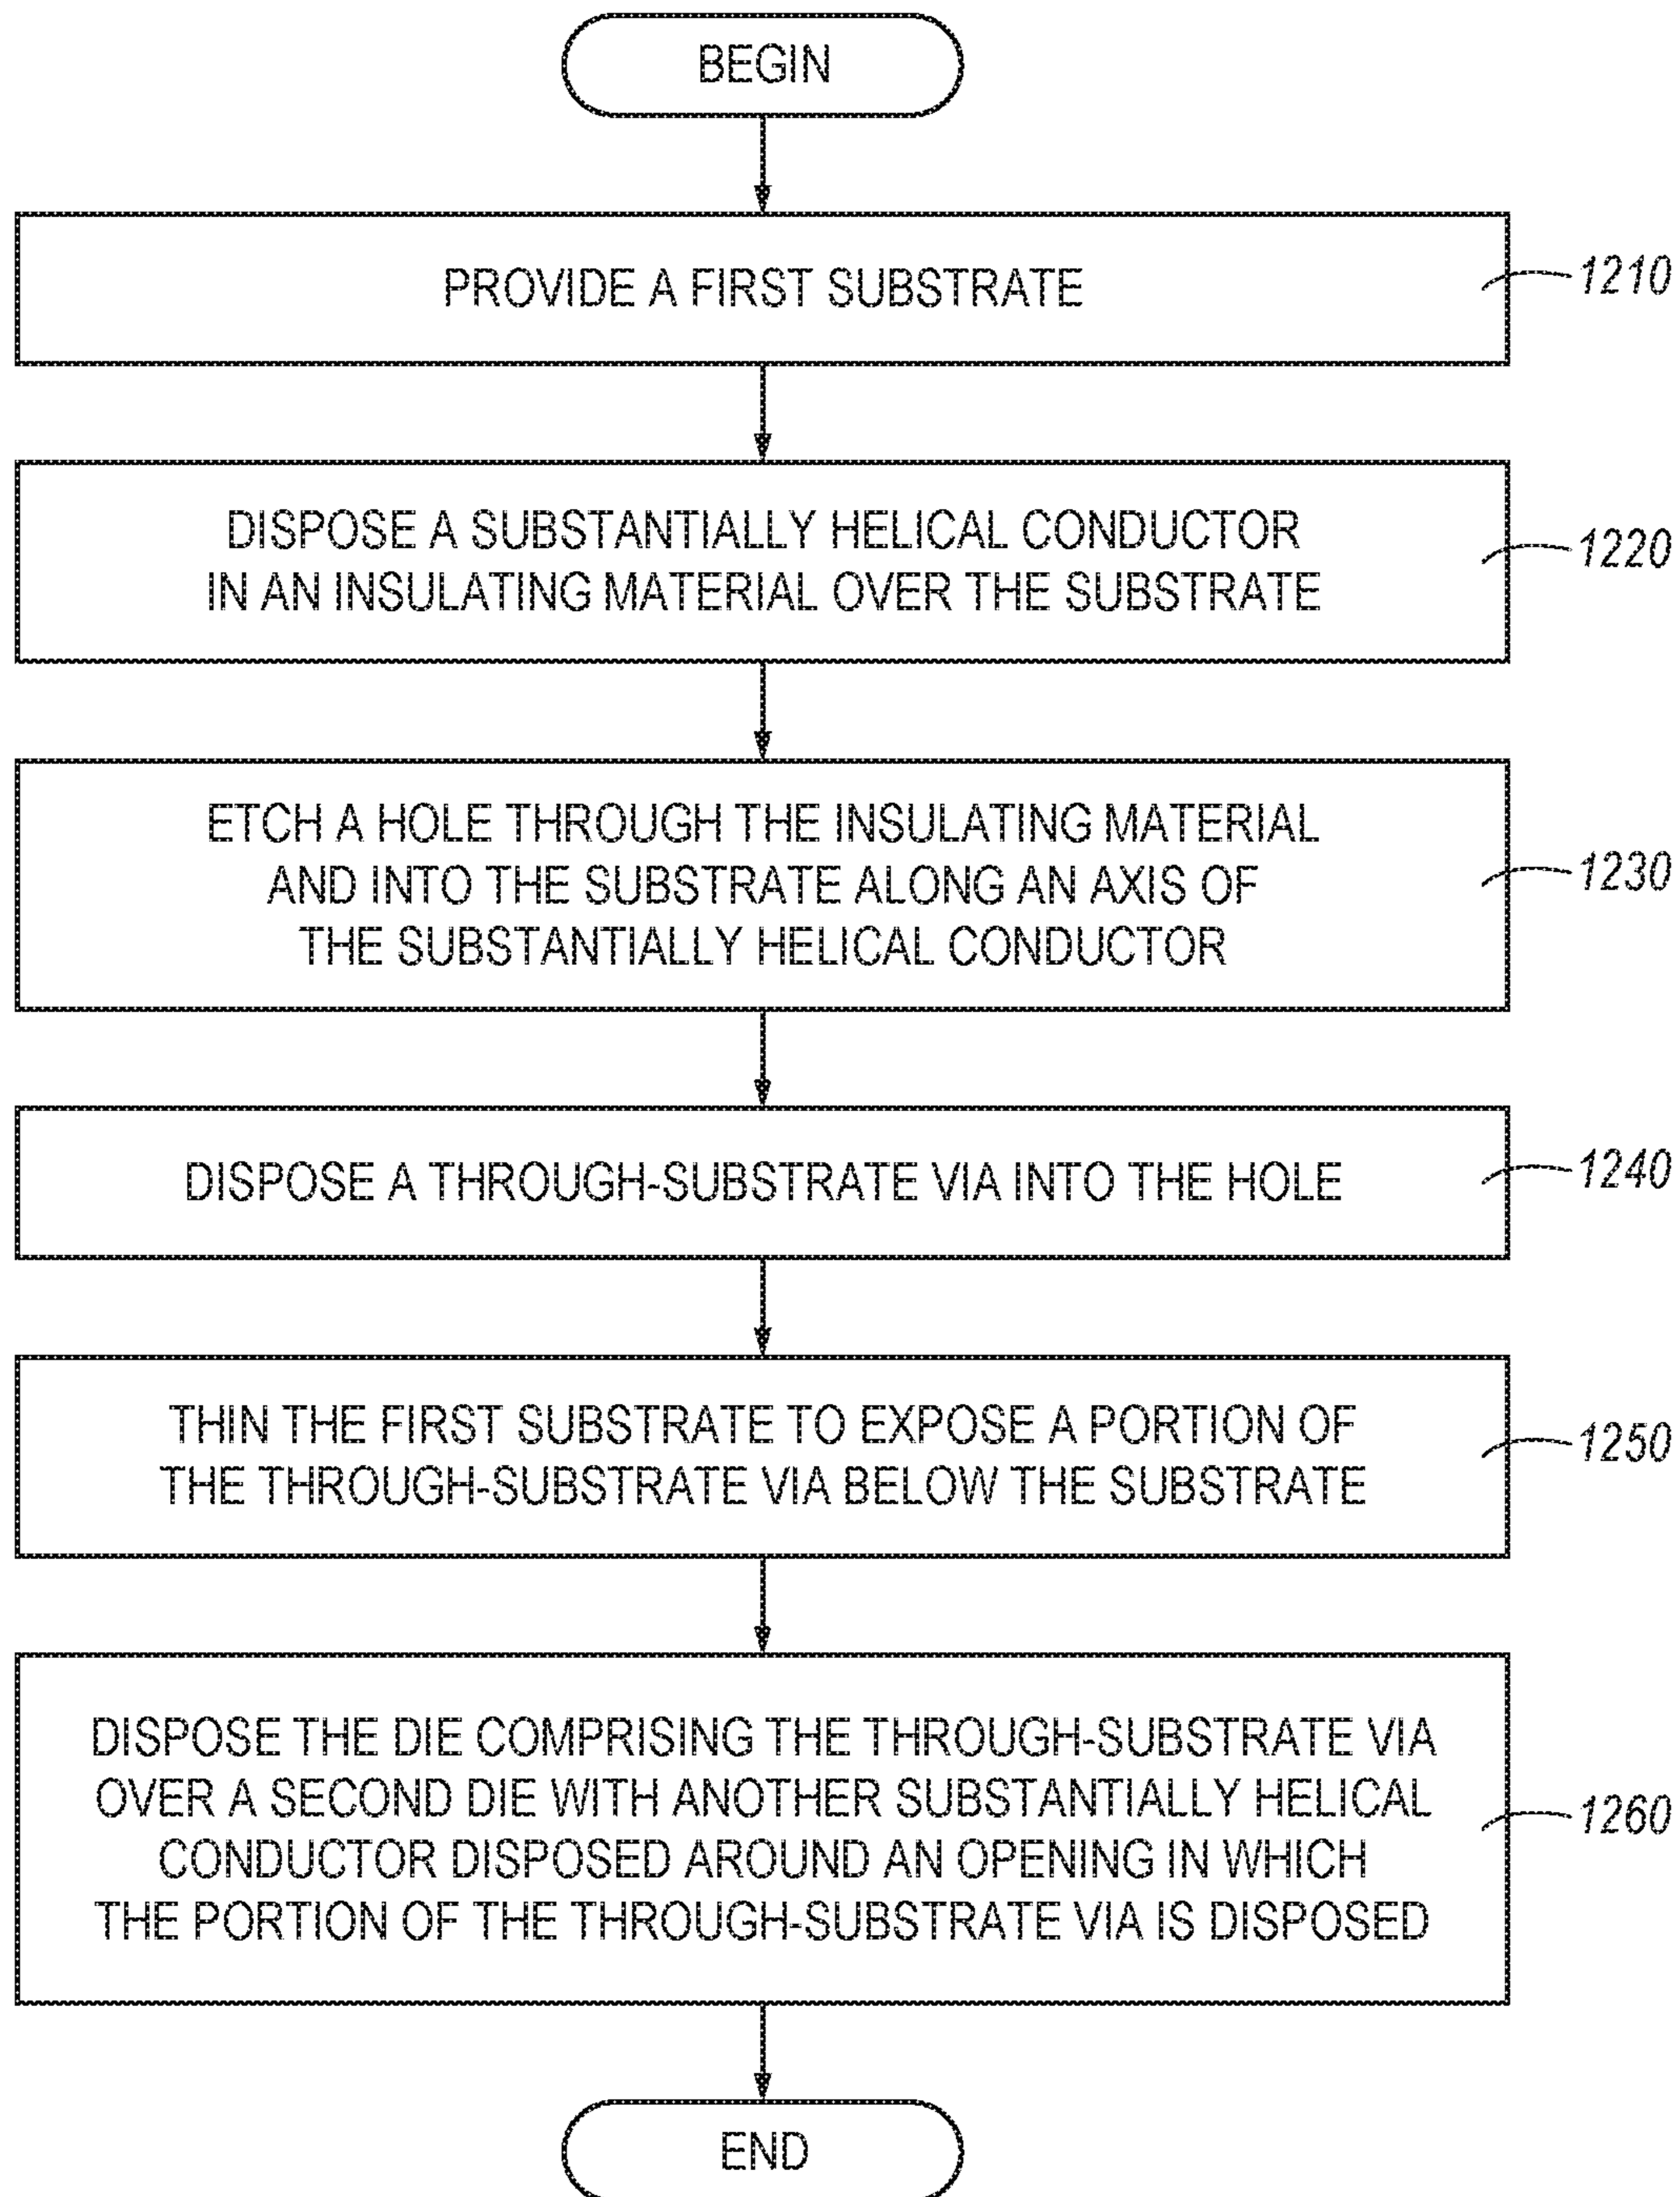 BEGIN
PROVIDE A FIRST SUBSTRATE
1210
DISPOSE A SUBSTANTIALLY HELICAL CONDUCTOR
IN AN INSULATING MATERIAL OVER THE SUBSTRATE
1220
ETCH A HOLE THROUGH THE INSULATING MATERIAL
AND INTO THE SUBSTRATE ALONG AN AXIS OF
THE SUBSTANTIALLY HELICAL CONDUCTOR
1230
DISPOSE A THROUGH-SUBSTRATE VIA INTO THE HOLE
1240
THIN THE FIRST SUBSTRATE TO EXPOSE A PORTION OF
THE THROUGH-SUBSTRATE VIA BELOW THE SUBSTRATE
1250
DISPOSE THE DIE COMPRISING THE THROUGH-SUBSTRATE VIA
OVER A SECOND DIE WITH ANOTHER SUBSTANTIALLY HELICAL
CONDUCTOR DISPOSED AROUND AN OPENING IN WHICH
THE PORTION OF THE THROUGH-SUBSTRATE VIA IS DISPOSED
1260
END